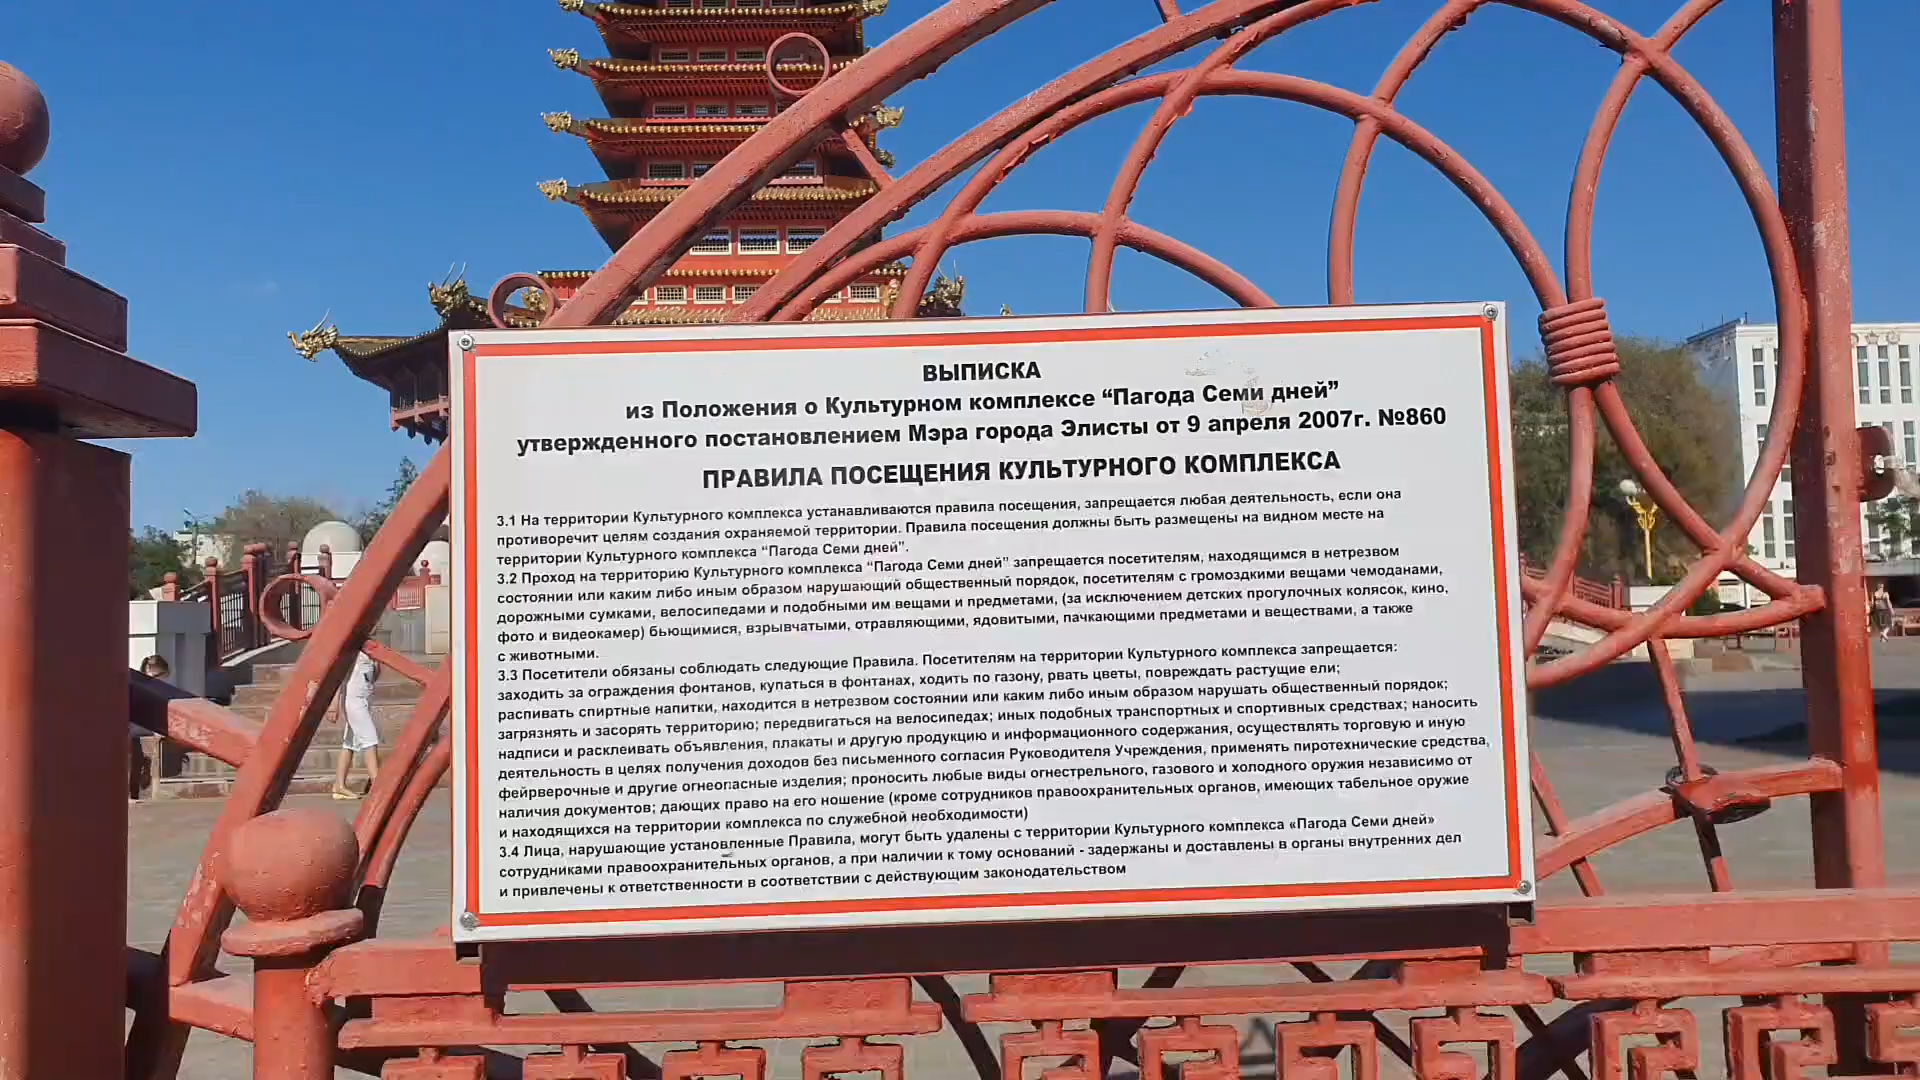 ВЫПИСКА
из Положения о Культурном комплексе “Пагода Семи дней”
утвержденного постановлением Мэра города Элисты от 9 апреля 2007г. №860
ПРАВИЛА ПОСЕЩЕНИЯ КУЛЬТУРНОГО КОМПЛЕКСА
3.1 На территории Культурного комплекса устанавливаются правила посещения, запрещается любая деятельность, если она
противоречит целям создания охраняемой территории. Правила посещения должны быть размещены на видном месте на
территории Культурного комплекса “Пагода Семи дней”.
3.2 Проход на территорию Культурного комплекса “Пагода Семи дней” запрещается посетителям, находящимся в нетрезвом
состоянии или каким либо иным образом нарушающий общественный порядок, посетителям с громоздкими вещами чемоданами,
дорожными сумками, велосипедами и подобными им вещами и предметами, (за исключением детских прогулочных колясок, кино,
фото и видеокамер) бьющимися, взрывчатыми, отравляющими, ядовитыми, пачкающими предметами и веществами, а также
с животными.
3.3 Посетители обязаны соблюдать следующие Правила. Посетителям на территории Культурного комплекса запрещается:
заходить за ограждения фонтанов, купаться в фонтанах, ходить по газону, рвать цветы, повреждать растущие ели;
распивать спиртные напитки, находится в нетрезвом состоянии или каким либо иным образом нарушать общественный порядок;
загрязнять и засорять территорию; передвигаться на велосипедах; иных подобных транспортных и спортивных средствах; наносить
надписи и расклеивать объявления, плакаты и другую продукцию и информационного содержания, осуществлять торговую и иную
деятельность в целях получения доходов без письменного согласия Руководителя Учреждения, применять пиротехнические средства,
фейрверочные и другие огнеопасные изделия; проносить любые виды огнестрельного, газового и холодного оружия независимо от
наличия документов; дающих право на его ношение (кроме сотрудников правоохранительных органов, имеющих табельное оружие
и находящихся на территории комплекса по служебной необходимости)
3.4 Лица, нарушающие установленные Правила, могут быть удалены с территории Культурного комплекса «Пагода Семи дней»
сотрудниками правоохранительных органов, а при наличии к тому оснований - задержаны и доставлены в органы внутренних дел
и привлечены к ответственности в соответствии с действующим законодательством